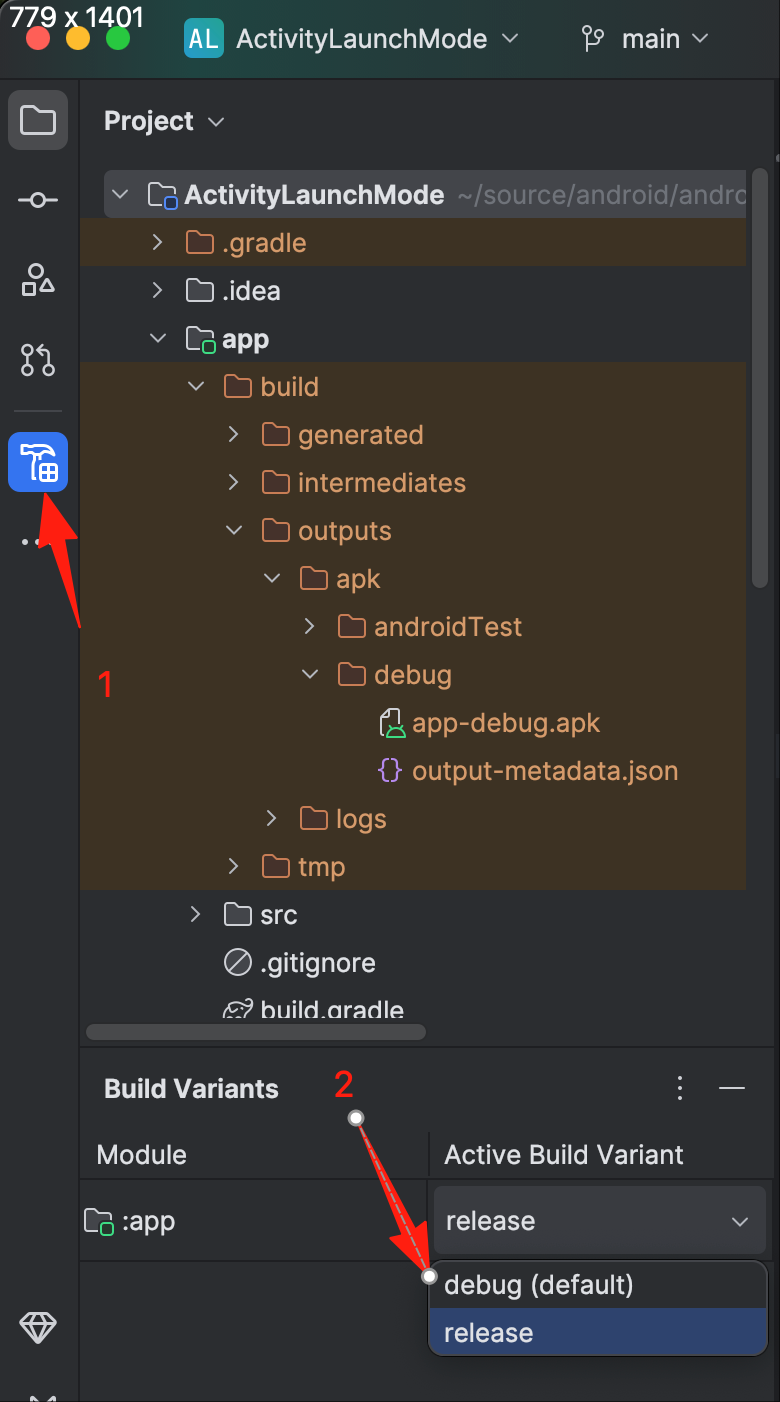 779 x 1401
AL ActivityLaunchMode main
Project
ActivityLaunchMode ~/source/android/andro
.gradle
.idea
app
build
generated
intermediates
outputs
apk
androidTest
debug
app-debug.apk
output-metadata.json
logs
tmp
src
.gitignore
build.gradle
1
Build Variants
2
Module Active Build Variant
:app release
debug (default)
release